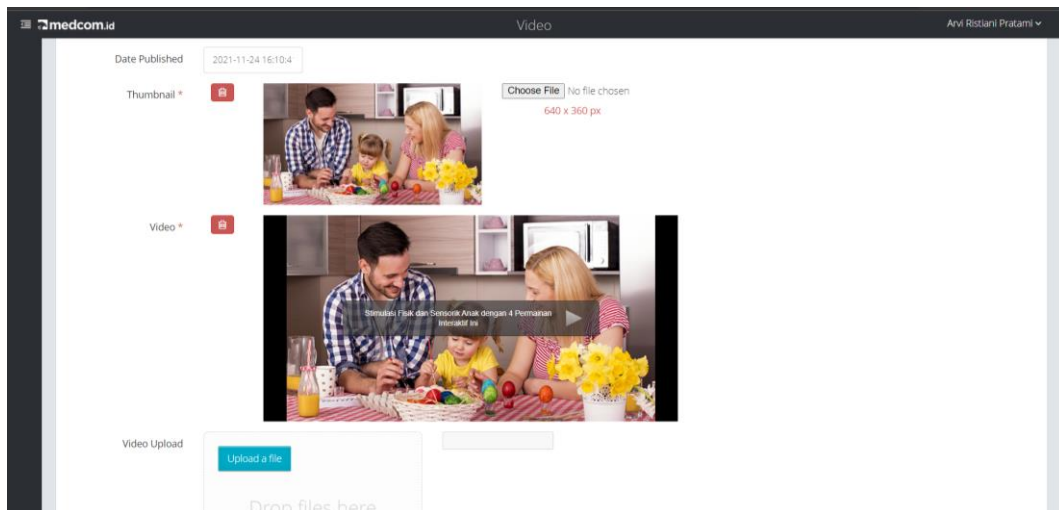 medcom.id Video Arvi Ristiani Pratami
Date Published 2021-11-24 16:10:4
Thumbnail * Choose File No file chosen
640 x 360 px
Video *
Stimulasi Fisik dan Sensorik Anak dengan 4 Permainan
Interaktif Ini
Video Upload
Upload a file
Drop files here